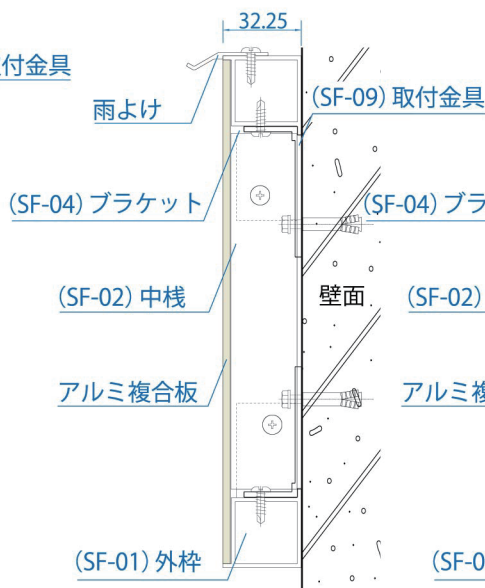 32.25
付金具
雨よけ
(SF-09) 取付金具
(SF-04) ブラケット
(SF-04) ブラ
(SF-02) 中桟
壁面
(SF-02)
アルミ複合板
アルミ複
(SF-01) 外枠
(SF-0